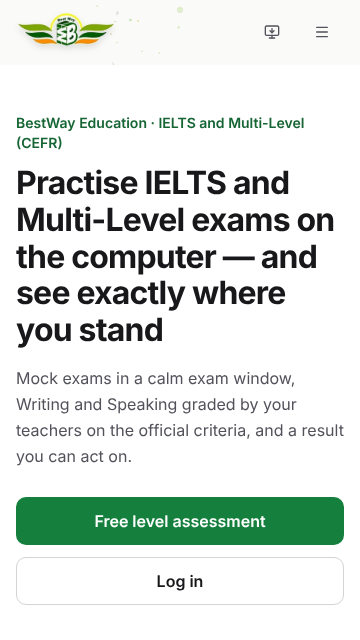 BestWay Education · IELTS and Multi-Level
(CEFR)
Practise IELTS and
Multi-Level exams on
the computer — and
see exactly where
you stand
Mock exams in a calm exam window,
Writing and Speaking graded by your
teachers on the official criteria, and a result
you can act on.
Free level assessment
Log in